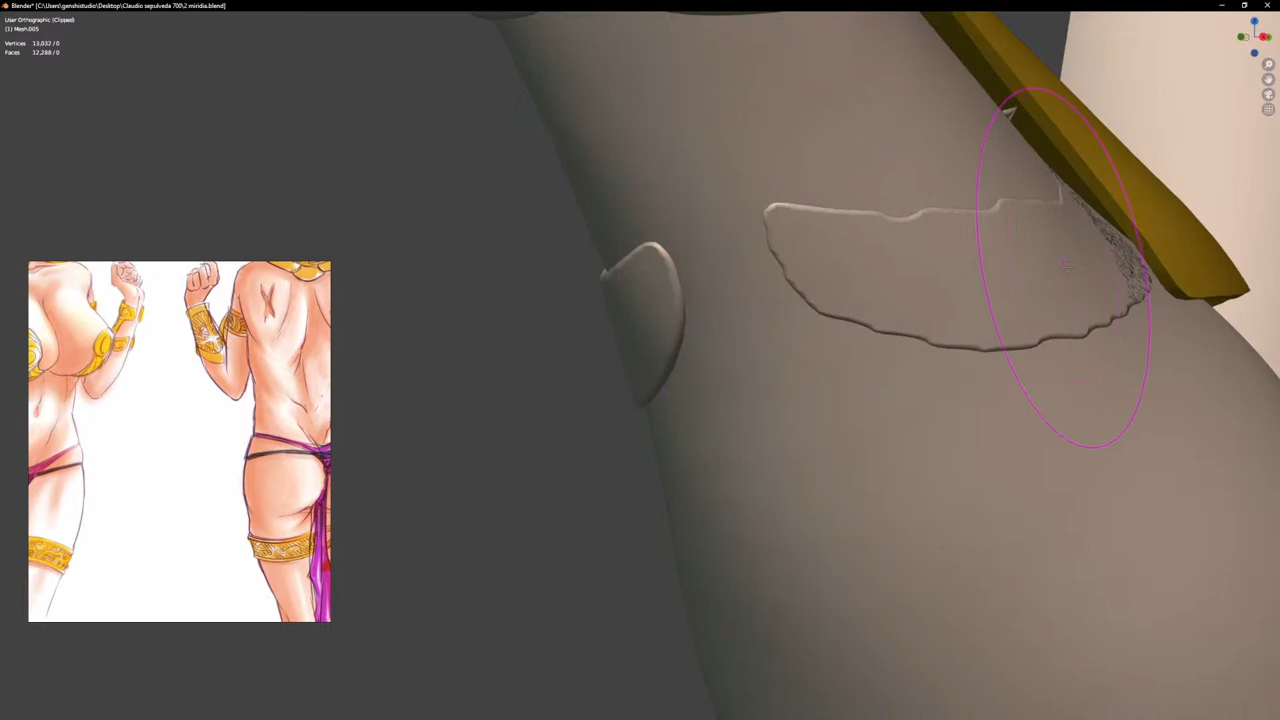 Blender* [C:\Users\genshistudio\Desktop\Claudio sepulveda 700\2 miridia.blend]
User Orthographic (Clipped)
(1) Mesh.005
Vertices 13,032 / 0
Faces 12,288 / 0